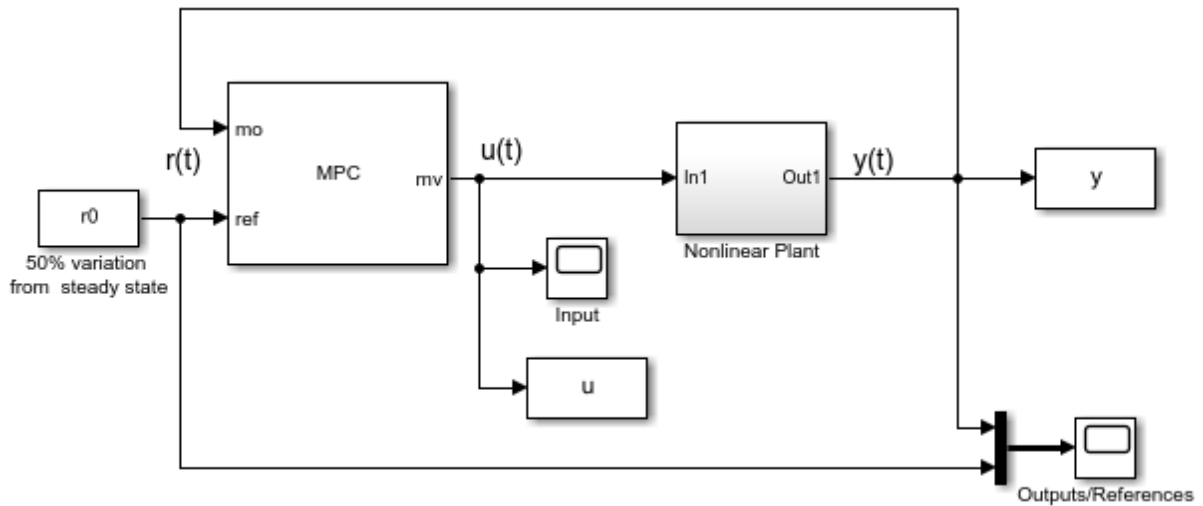 mo
r(t)
MPC
u(t)
mv
In1
Out1
y(t)
y
r0
ref
50% variation
from steady state
Nonlinear Plant
Input
u
Outputs/References